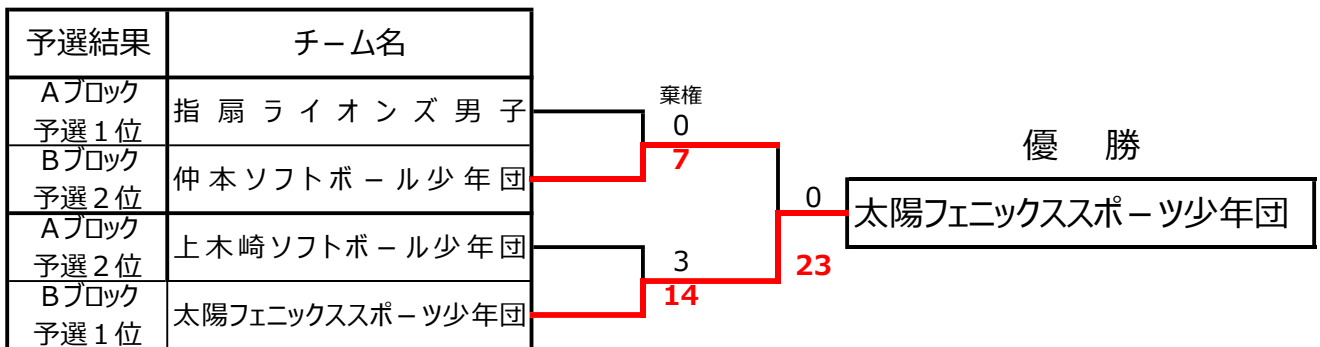 予選結果 チーム名
Aブロック
予選1位
指扇ライオンズ男子
Bブロック
予選2位
仲本ソフトボール少年団
Aブロック
予選2位
上木崎ソフトボール少年団
Bブロック
予選1位
太陽フェニックススポーツ少年団
棄権
0
7
3
14
0
23
優勝
太陽フェニックススポーツ少年団